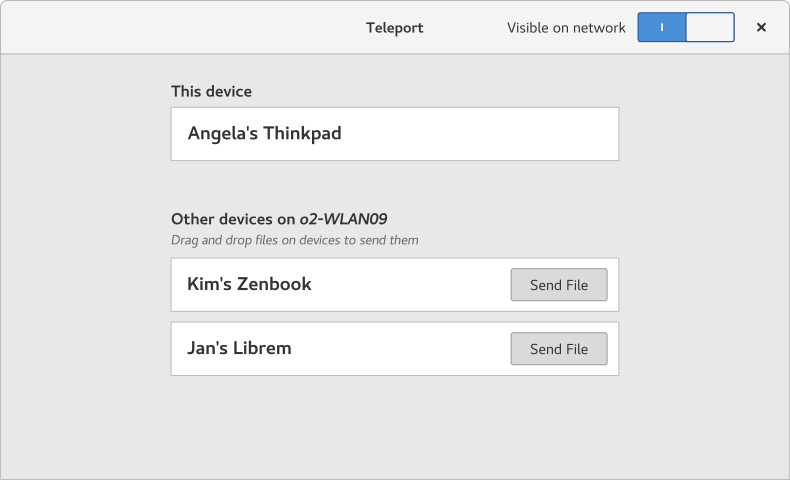 Teleport
Visible on network
This device
Angela's Thinkpad
Other devices on o2-WLAN09
Drag and drop files on devices to send them
Kim's Zenbook
Send File
Jan's Librem
Send File